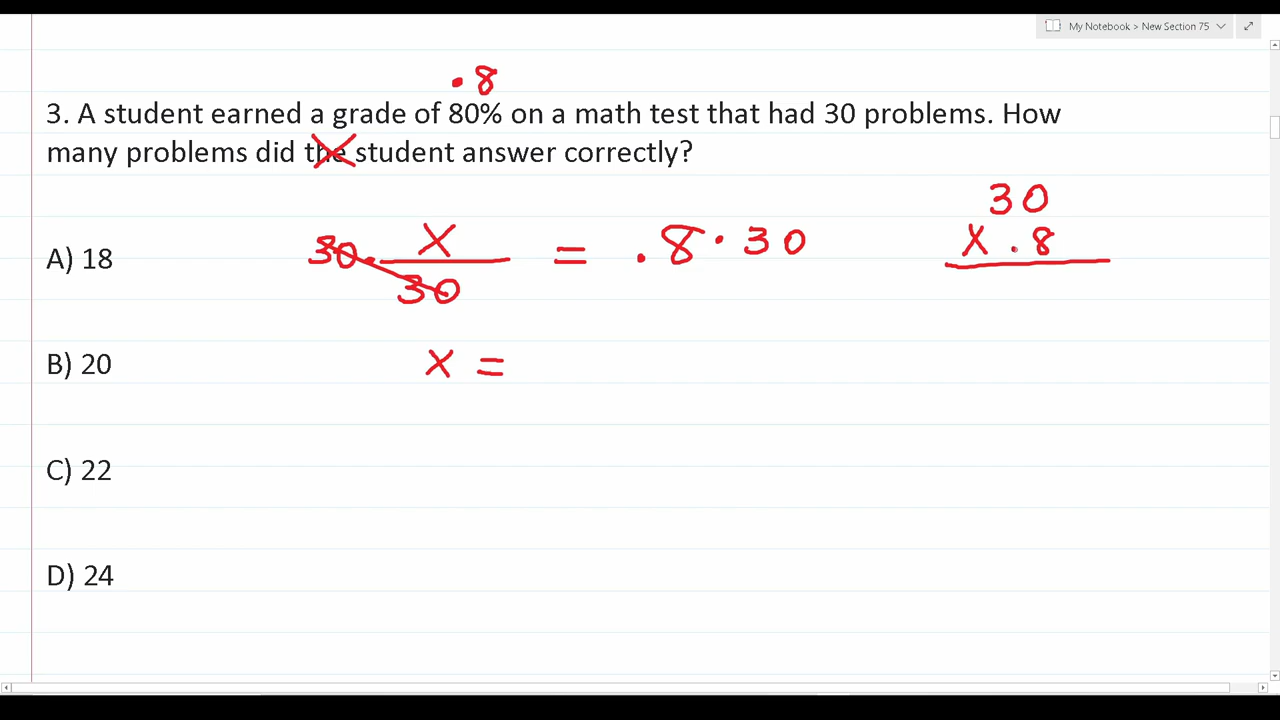 My Notebook > New Section 75
.8
3. A student earned a grade of 80% on a math test that had 30 problems. How
many problems did the student answer correctly?
30
x .8
A) 18
30 · x / 30 = .8 · 30
B) 20
x =
C) 22
D) 24